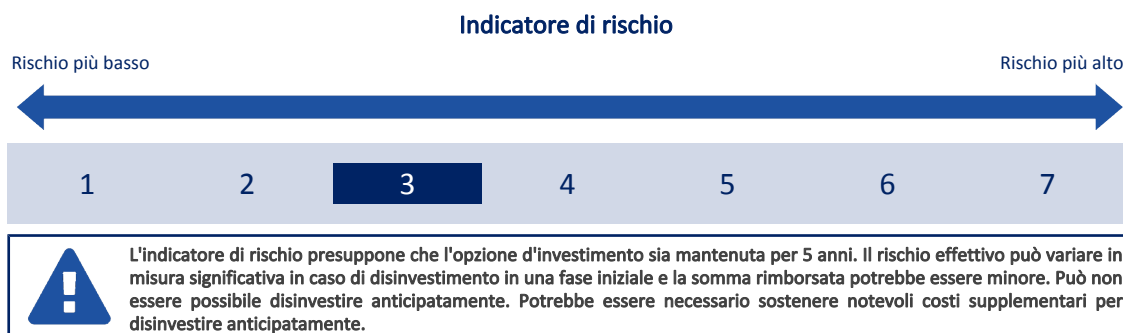 Indicatore di rischio
Rischio più basso
Rischio più alto
1 2 3 4 5 6 7
L'indicatore di rischio presuppone che l'opzione d'investimento sia mantenuta per 5 anni. Il rischio effettivo può variare in
misura significativa in caso di disinvestimento in una fase iniziale e la somma rimborsata potrebbe essere minore. Può non
essere possibile disinvestire anticipatamente. Potrebbe essere necessario sostenere notevoli costi supplementari per
disinvestire anticipatamente.